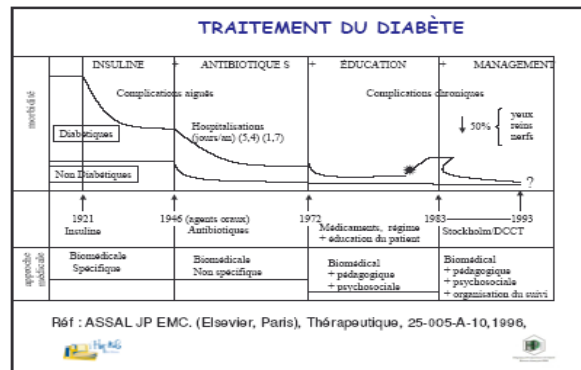 TRAITEMENT DU DIABÈTE
INSULINE + ANTIBIOTIQUE S + ÉDUCATION + MANAGEMENT
morbidité
Complications aiguës
Complications chroniques
Diabétiques
Hospitalisations
(jours/an) (5,4) (1,7)
↓ 50%
yeux
reins
nerfs
Non Diabétiques
?
1921
1946 (agents oraux)
1972
1983
1993
Insuline
Antibiotiques
Médicaments, régime
+ éducation du patient
Stockholm/DCCT
approche
médicale
Biomédicale
Spécifique
Biomédicale
Non spécifique
Biomédical
+ pédagogique
+ psychosociale
Biomédical
+ pédagogique
+ psychosociale
+ organisation du suivi
Réf : ASSAL JP EMC. (Elsevier, Paris), Thérapeutique, 25-005-A-10,1996,